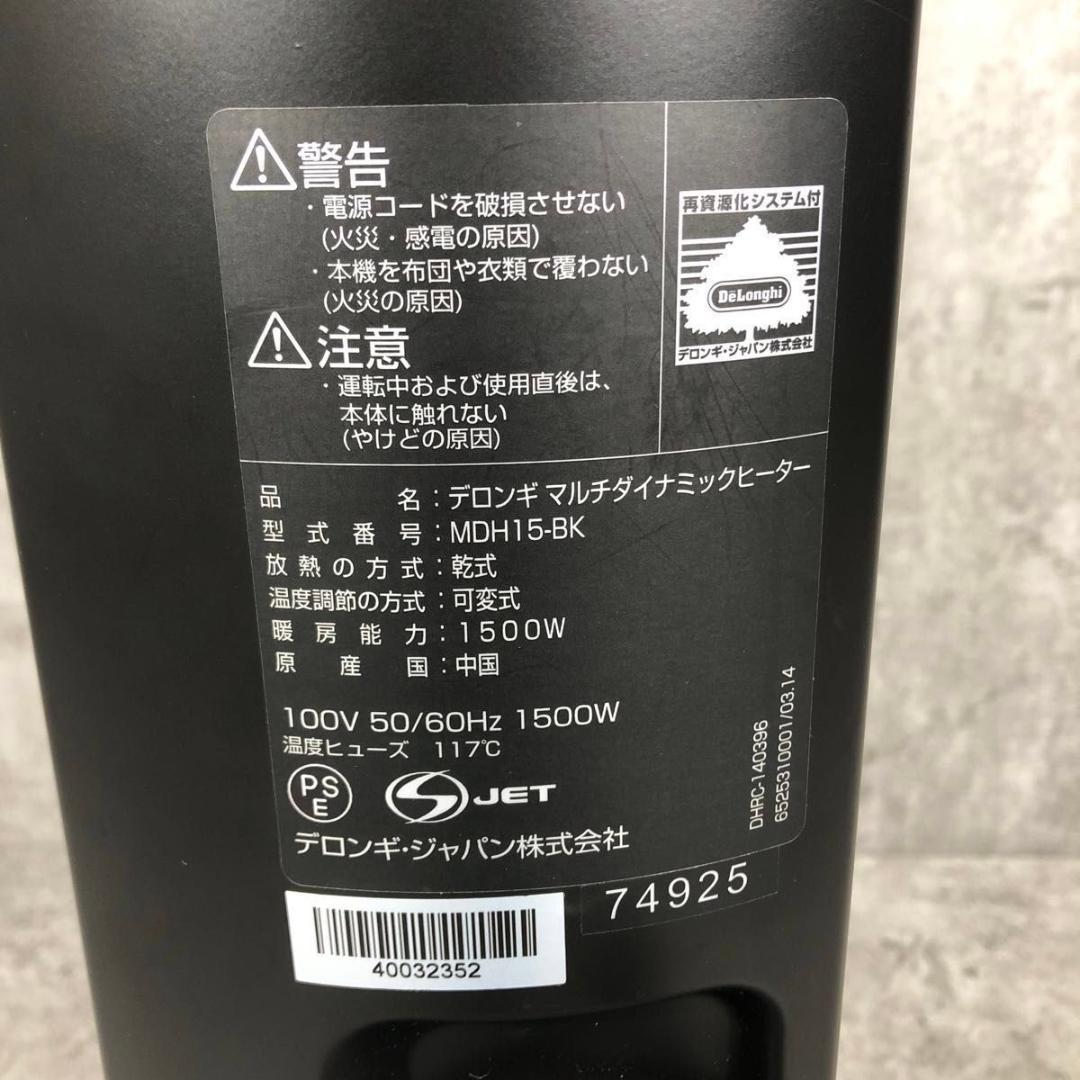 警告
・電源コードを破損させない
(火災・感電の原因)
・本機を布団や衣類で覆わない
(火災の原因)
注意
・運転中および使用直後は、
本体に触れない
(やけどの原因)
再資源化システム付
DeLonghi
デロンギ・ジャパン株式会社
品名：デロンギ マルチダイナミックヒーター
型式番号：MDH15-BK
放熱の方式：乾式
温度調節の方式：可変式
暖房能力：1500W
原産国：中国
100V 50/60Hz 1500W
温度ヒューズ 117℃
PS
E
S JET
デロンギ・ジャパン株式会社
DHRC-140396
6525310001/03.14
74925
40032352